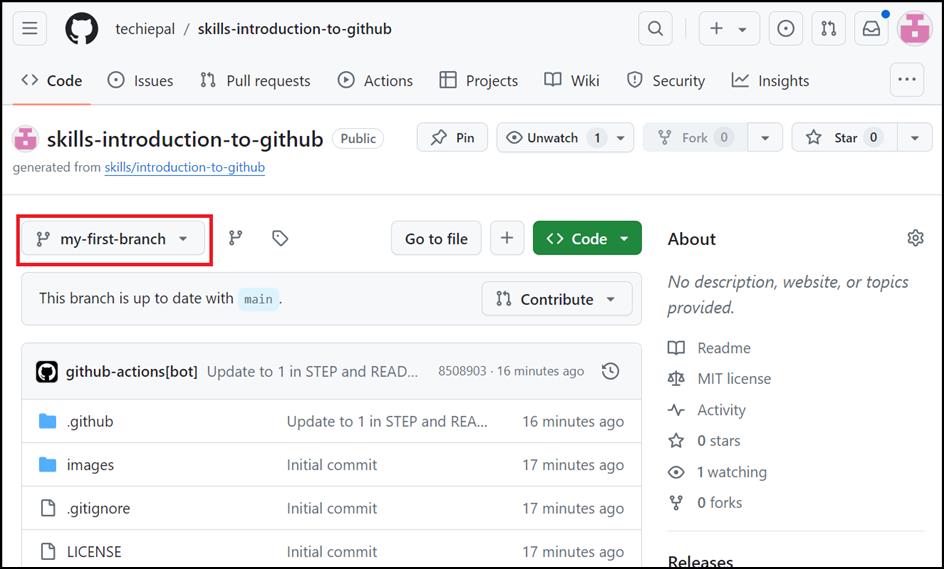 techiepal / skills-introduction-to-github
Code Issues Pull requests Actions Projects Wiki Security Insights
skills-introduction-to-github Public Pin Unwatch 1 Fork 0 Star 0
generated from skills/introduction-to-github
my-first-branch Go to file Code
About
No description, website, or topics
provided.
This branch is up to date with main . Contribute
github-actions[bot] Update to 1 in STEP and READ... 8508903 · 16 minutes ago
.github Update to 1 in STEP and REA... 16 minutes ago
images Initial commit 17 minutes ago
.gitignore Initial commit 17 minutes ago
LICENSE Initial commit 17 minutes ago
Readme
MIT license
Activity
0 stars
1 watching
0 forks
Releases